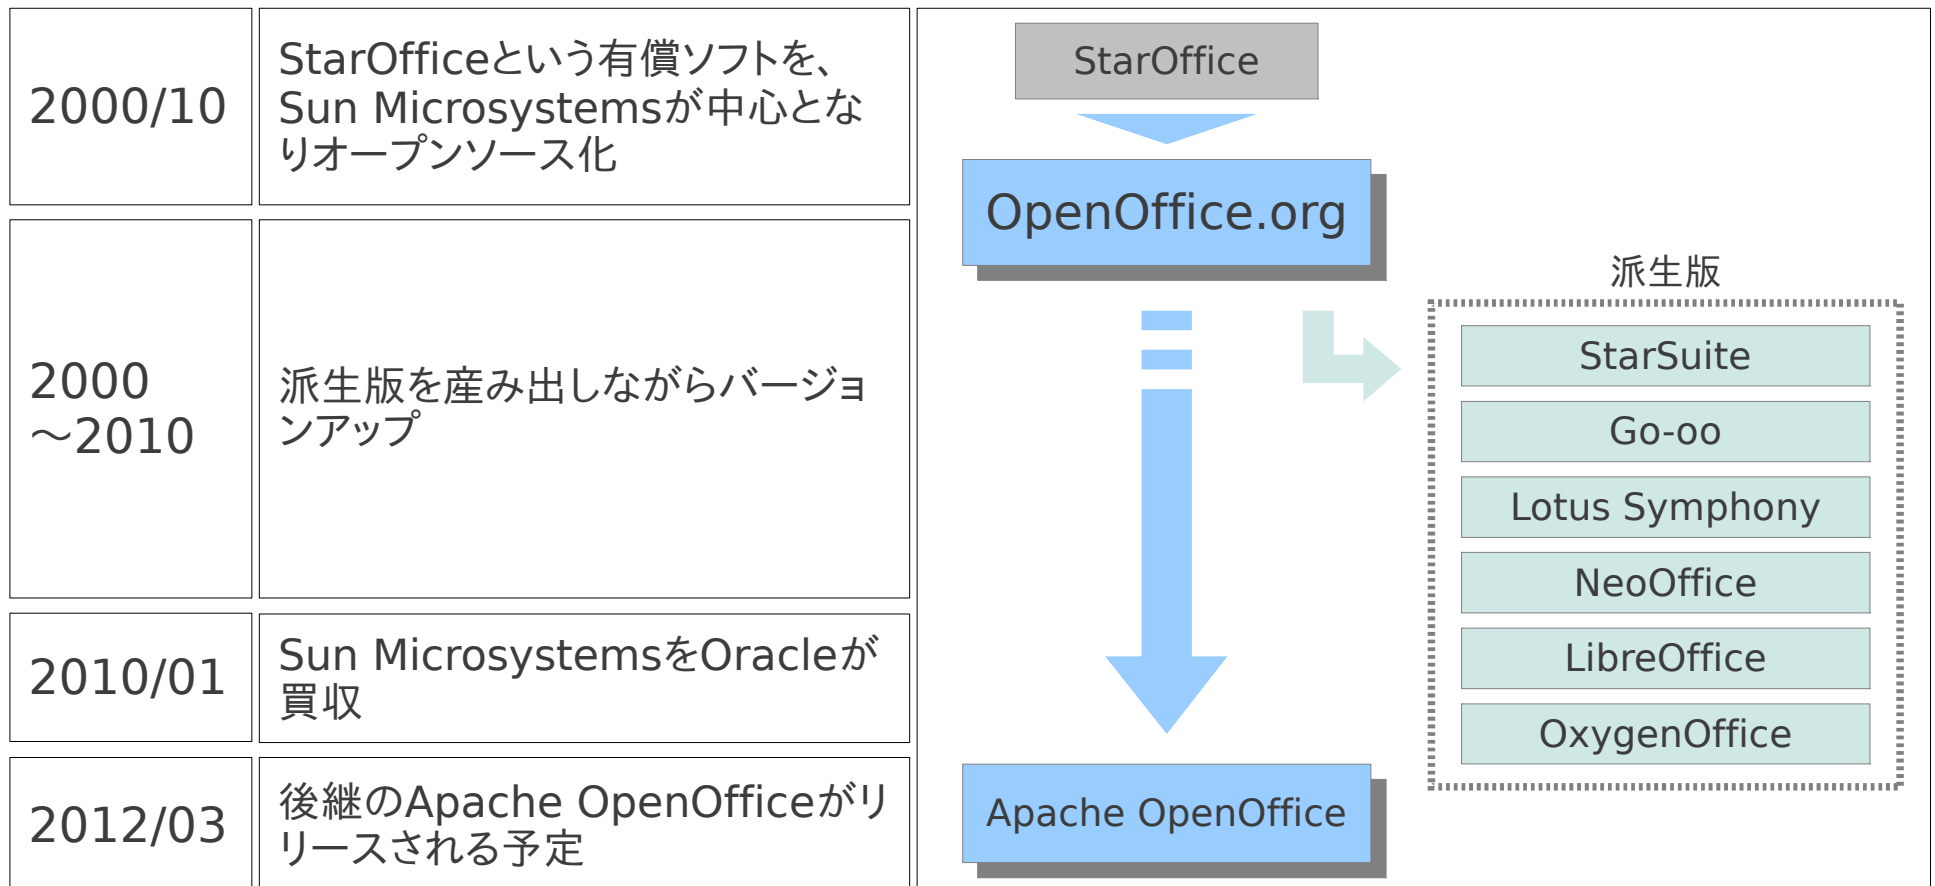 2000/10
StarOfficeという有償ソフトを、
Sun Microsystemsが中心とな
りオープンソース化
2000
～2010
派生版を産み出しながらバージョ
ンアップ
2010/01
Sun MicrosystemsをOracleが
買収
2012/03
後継のApache OpenOfficeがリ
リースされる予定
StarOffice
OpenOffice.org
派生版
StarSuite
Go-oo
Lotus Symphony
NeoOffice
LibreOffice
OxygenOffice
Apache OpenOffice